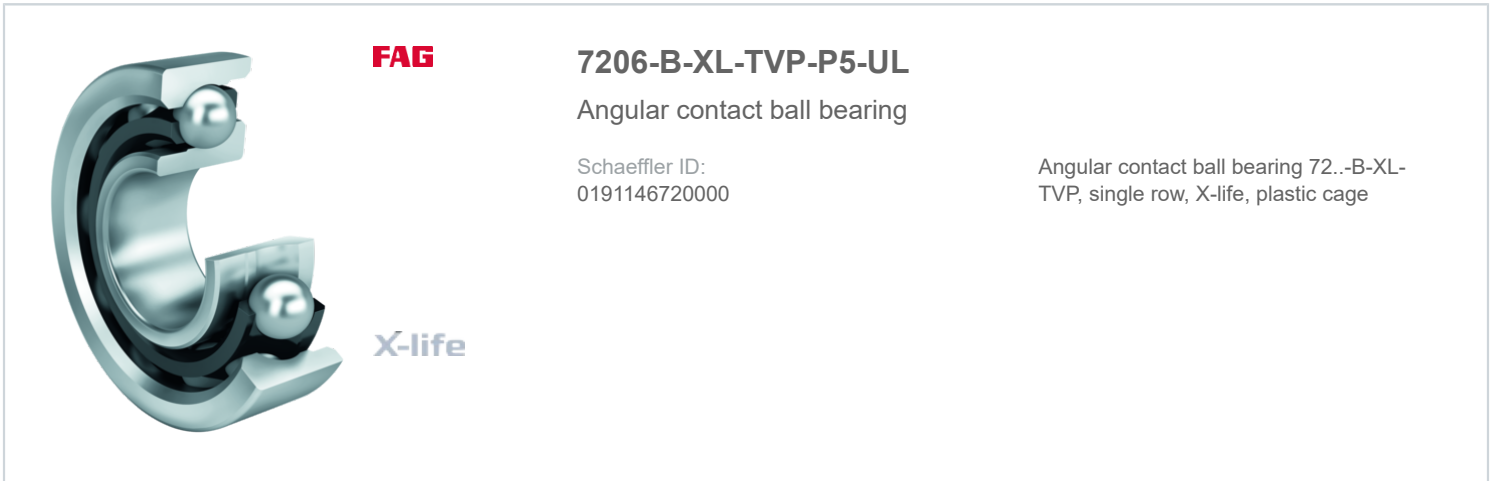 FAG
7206-B-XL-TVP-P5-UL
Angular contact ball bearing
Schaeffler ID:
0191146720000
Angular contact ball bearing 72..-B-XL-
TVP, single row, X-life, plastic cage
X-life